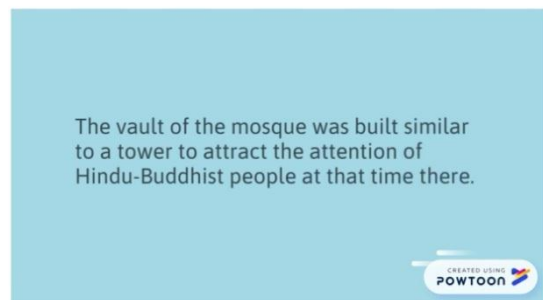 The vault of the mosque was built similar
to a tower to attract the attention of
Hindu-Buddhist people at that time there.
CREATED USING
POWTOON